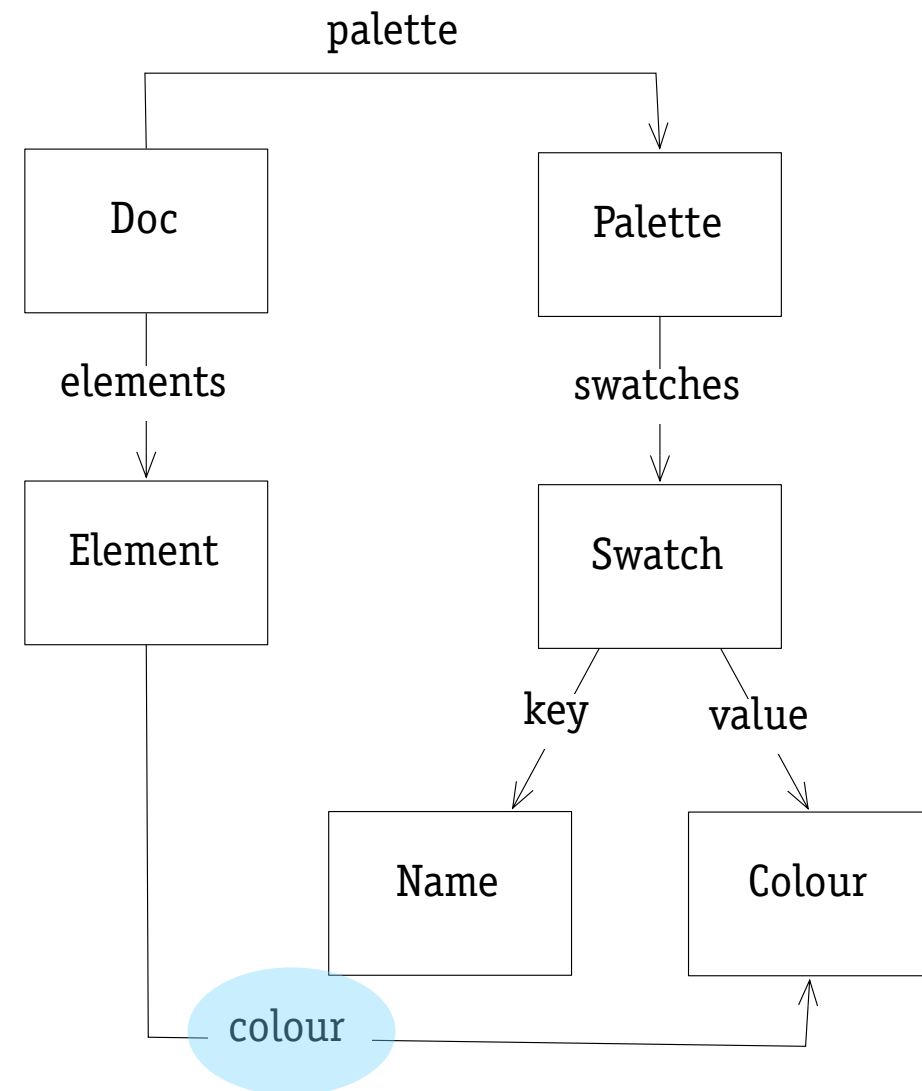 palette
Doc
Palette
elements
swatches
Element
Swatch
key
value
Name
Colour
colour